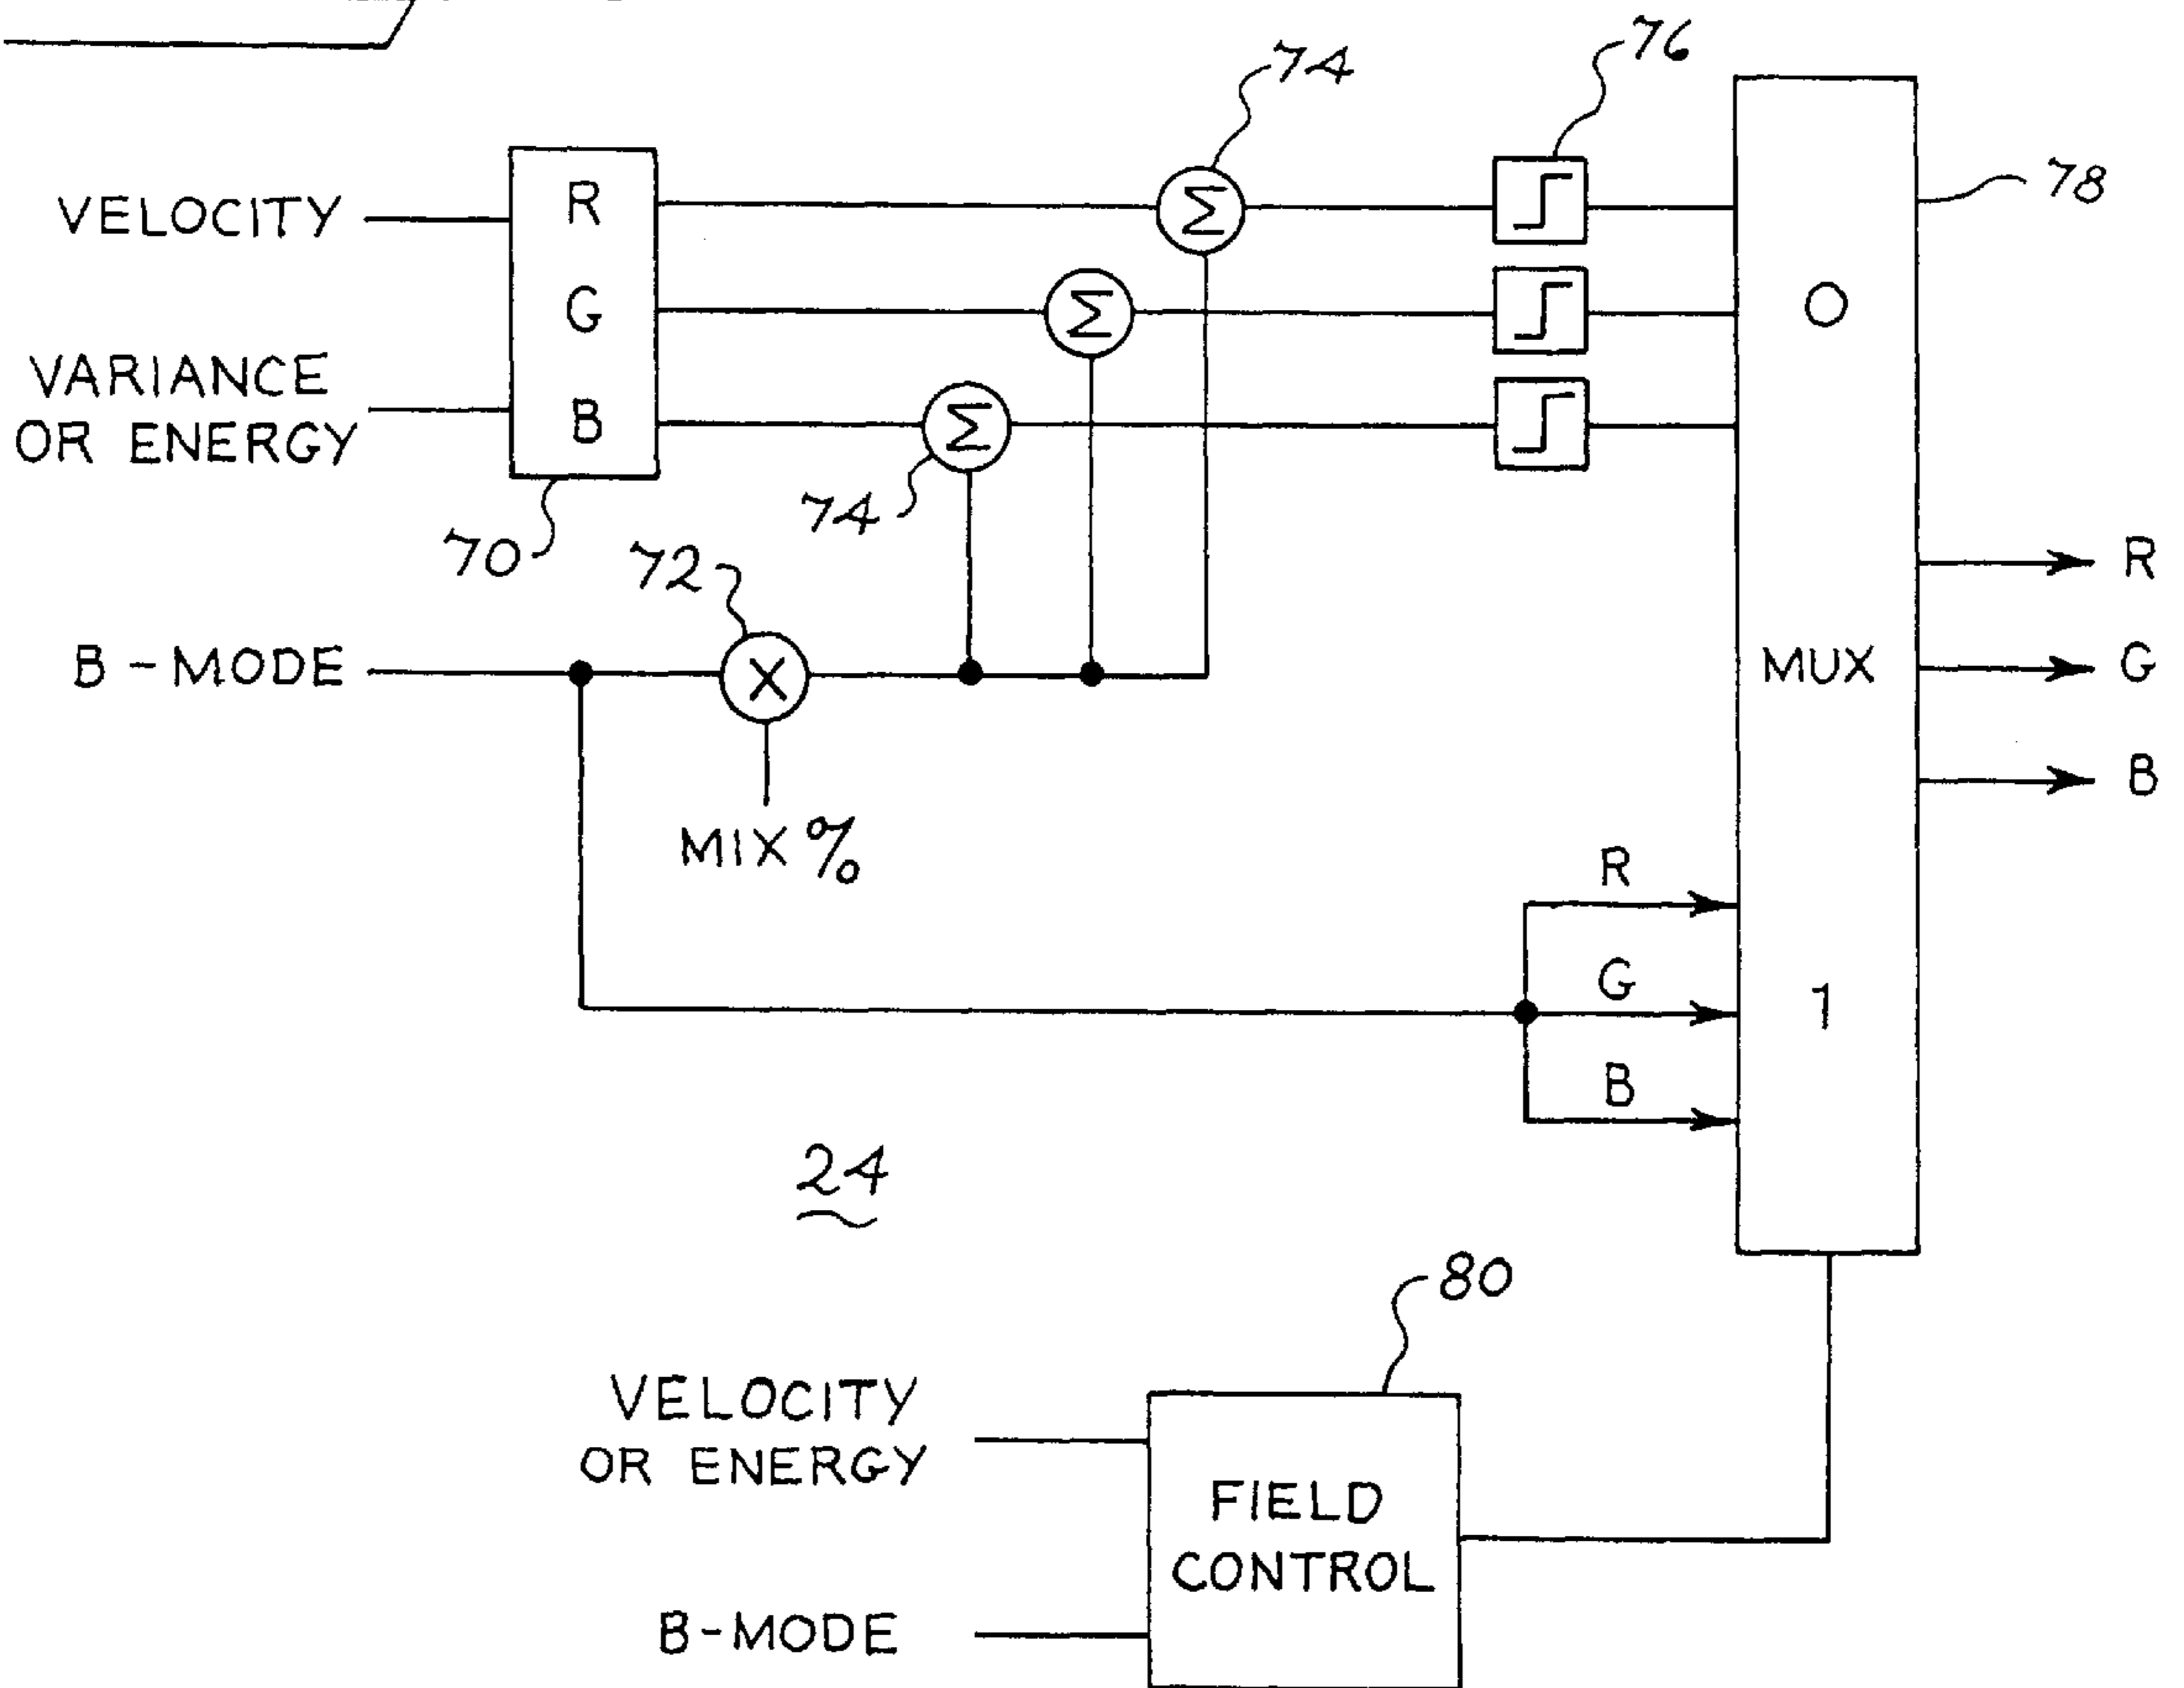 74
76
78
VELOCITY
R
Σ
G
Σ
O
VARIANCE
OR ENERGY
B
Σ
74
70
72
R
B-MODE
X
MUX
G
B
MIX %
R
G
1
B
24
80
VELOCITY
OR ENERGY
FIELD
CONTROL
B-MODE